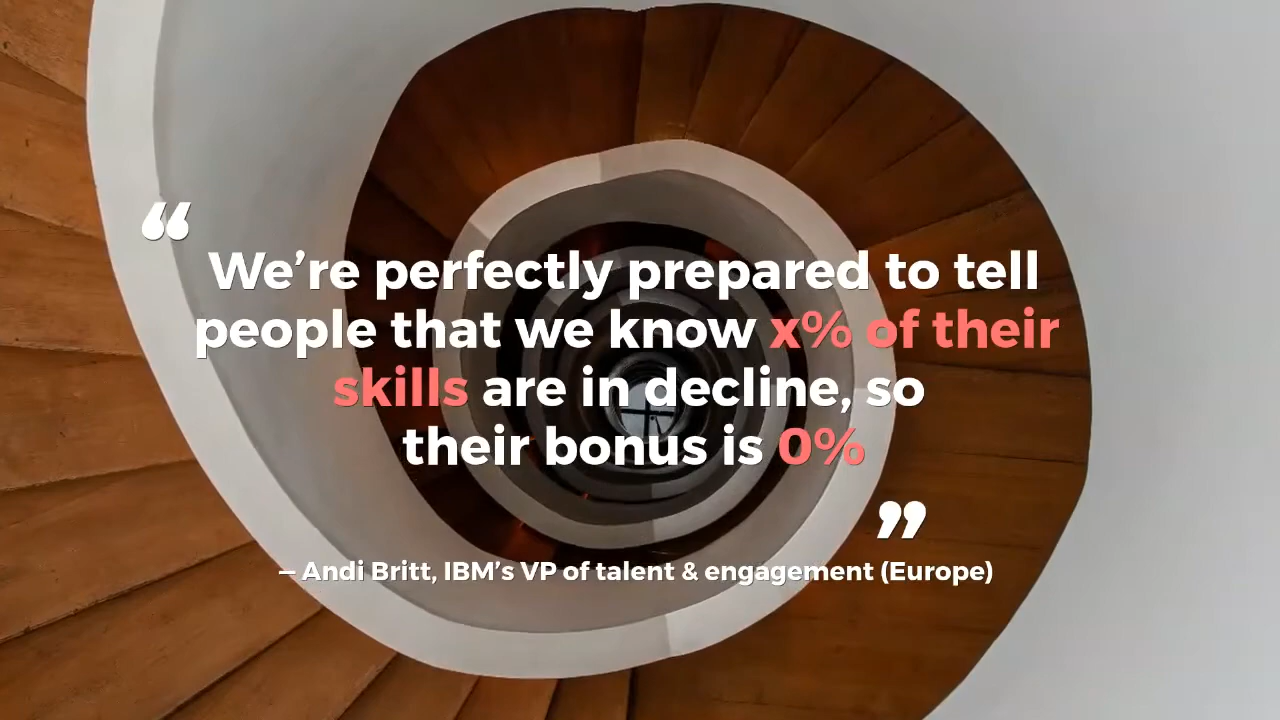 “
We’re perfectly prepared to tell
people that we know x% of their
skills are in decline, so
their bonus is 0%
”
– Andi Britt, IBM’s VP of talent & engagement (Europe)